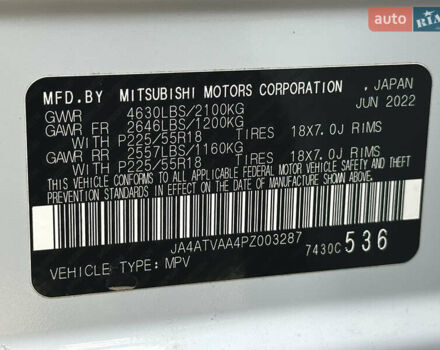 RIA.com
MFD.BY MITSUBISHI MOTORS CORPORATION , JAPAN
GVWR 4630LBS/2100KG JUN 2022
GAWR FR 2646LBS/1200KG
WITH P225/55R18 TIRES 18X7.0J RIMS
GAWR RR 2557LBS/1160KG
WITH P225/55R18 TIRES 18X7.0J RIMS
THIS VEHICLE CONFORMS TO ALL APPLICABLE FEDERAL MOTOR VEHICLE SAFETY AND THEFT
PREVENTION STANDARDS IN EFFECT ON THE DATE OF MANUFACTURE SHOWN ABOVE.
JA4ATVAA4PZ003287
7430C 536
VEHICLE TYPE: MPV